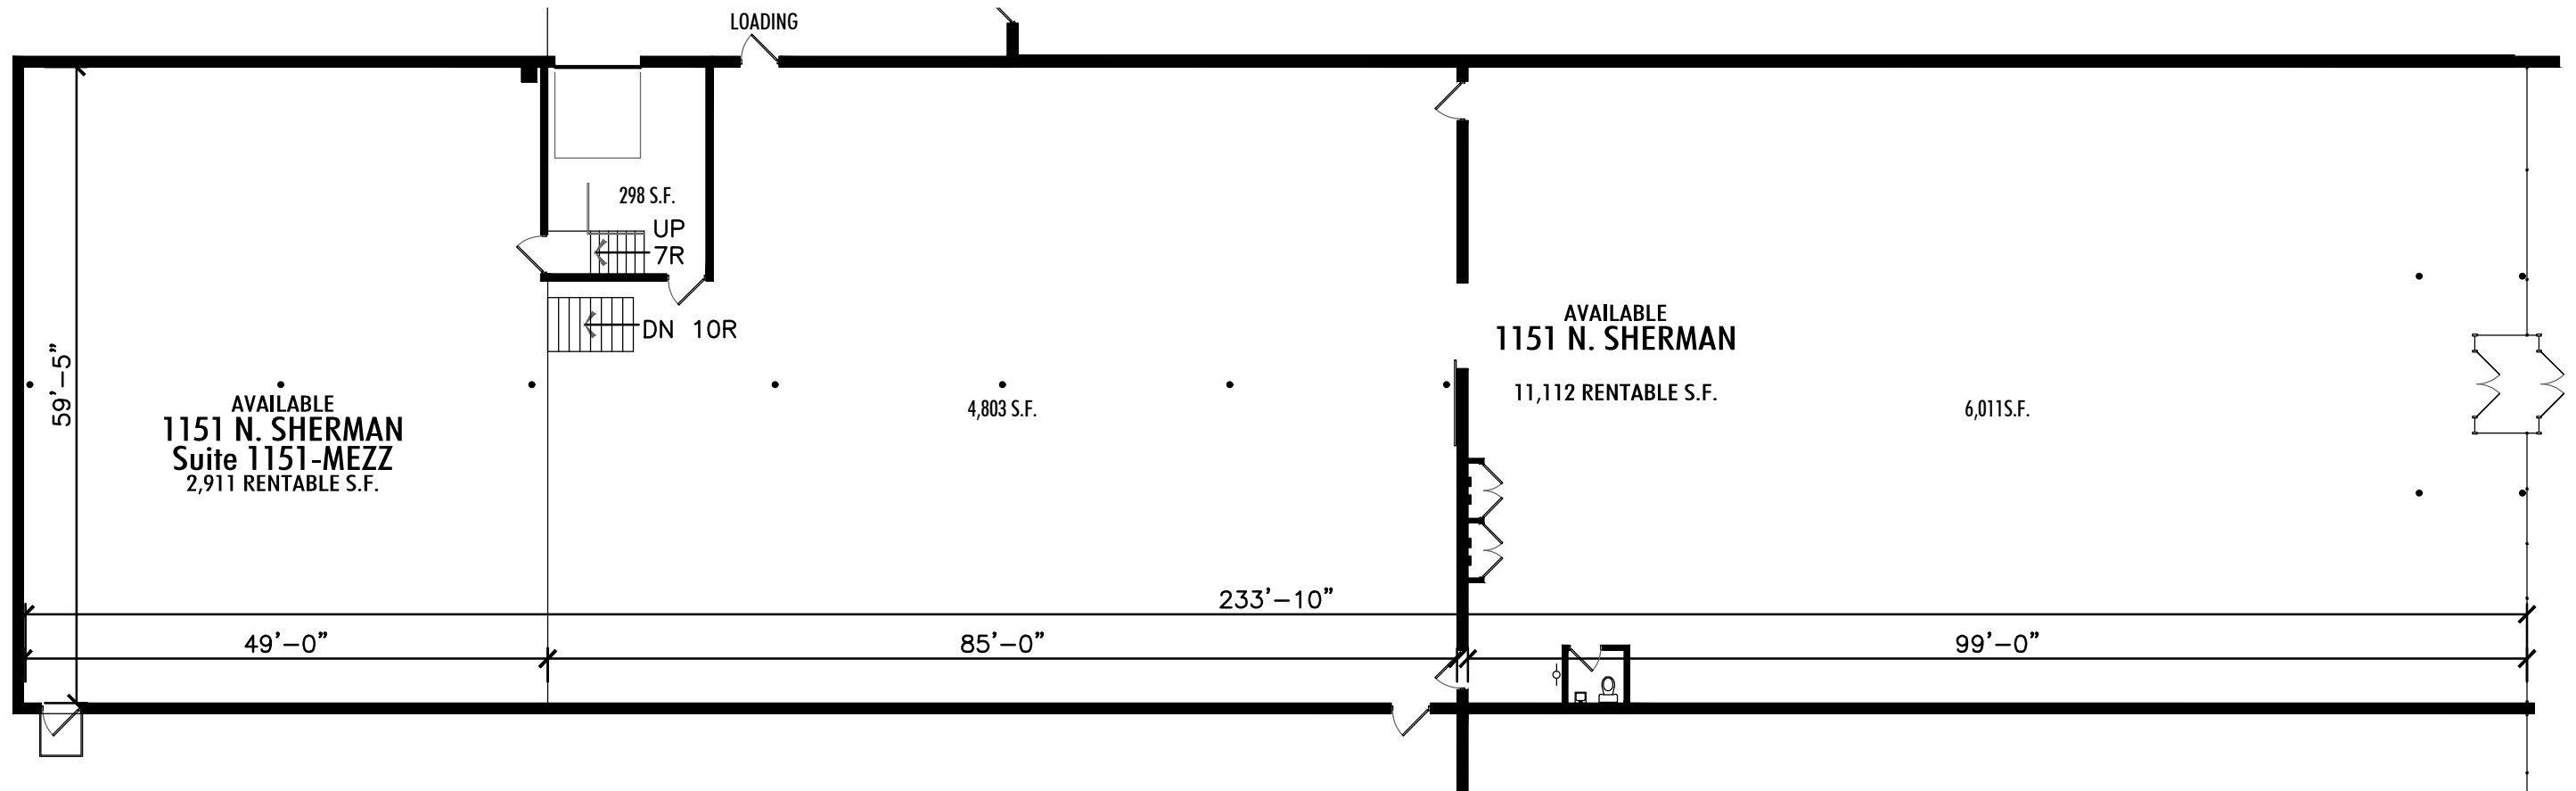 LOADING
298 S.F.
UP
7R
DN 10R
59'-5"
AVAILABLE
1151 N. SHERMAN
Suite 1151-MEZZ
2,911 RENTABLE S.F.
4,803 S.F.
AVAILABLE
1151 N. SHERMAN
11,112 RENTABLE S.F.
6,011S.F.
233'-10"
49'-0"
85'-0"
99'-0"